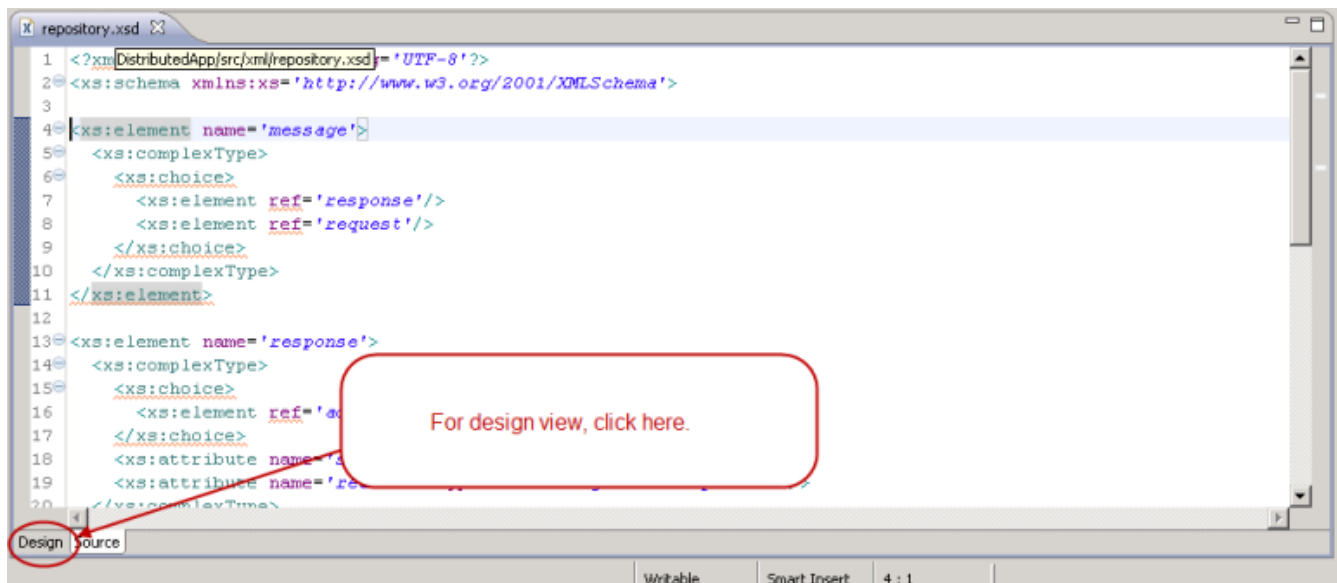 repository.xsd
1 <?xm DistributedApp/src/xml/repository.xsd ='UTF-8'?>
2 <xs:schema xmlns:xs='http://www.w3.org/2001/XMLSchema'>
3
4 <xs:element name='message'>
5 <xs:complexType>
6 <xs:choice>
7 <xs:element ref='response'/>
8 <xs:element ref='request'/>
9 </xs:choice>
10 </xs:complexType>
11 </xs:element>
12
13 <xs:element name='response'>
14 <xs:complexType>
15 <xs:choice>
16 <xs:element ref='
17 </xs:choice>
18 <xs:attribute name='
19 <xs:attribute name='
20 </xs:complexType>
For design view, click here.
Design Source
Writable Smart Insert 4 : 1